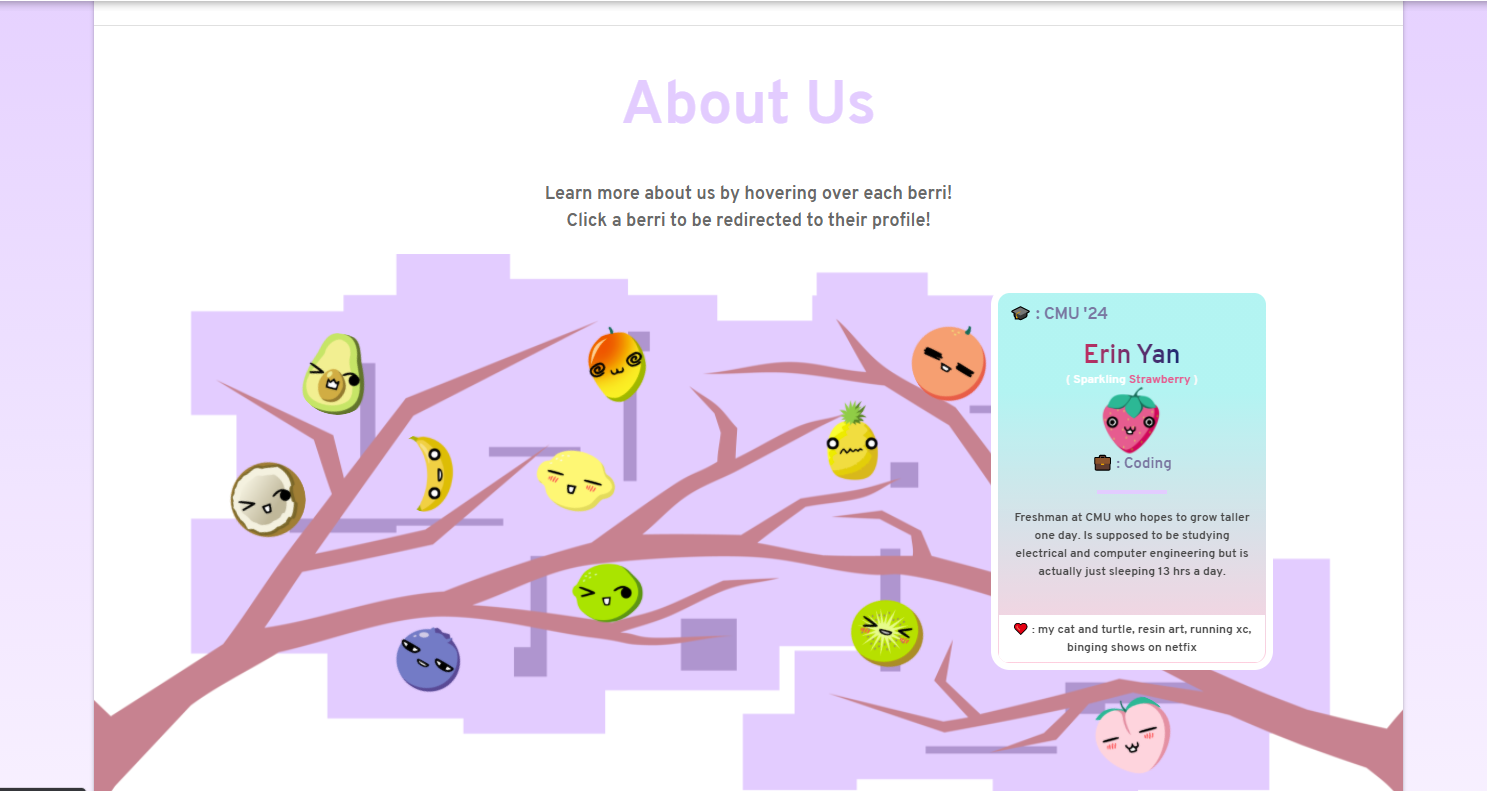 About Us
Learn more about us by hovering over each berri!
Click a berri to be redirected to their profile!
: CMU '24
Erin Yan
( Sparkling Strawberry )
: Coding
Freshman at CMU who hopes to grow taller
one day. Is supposed to be studying
electrical and computer engineering but is
actually just sleeping 13 hrs a day.
: my cat and turtle, resin art, running xc,
binging shows on netfix